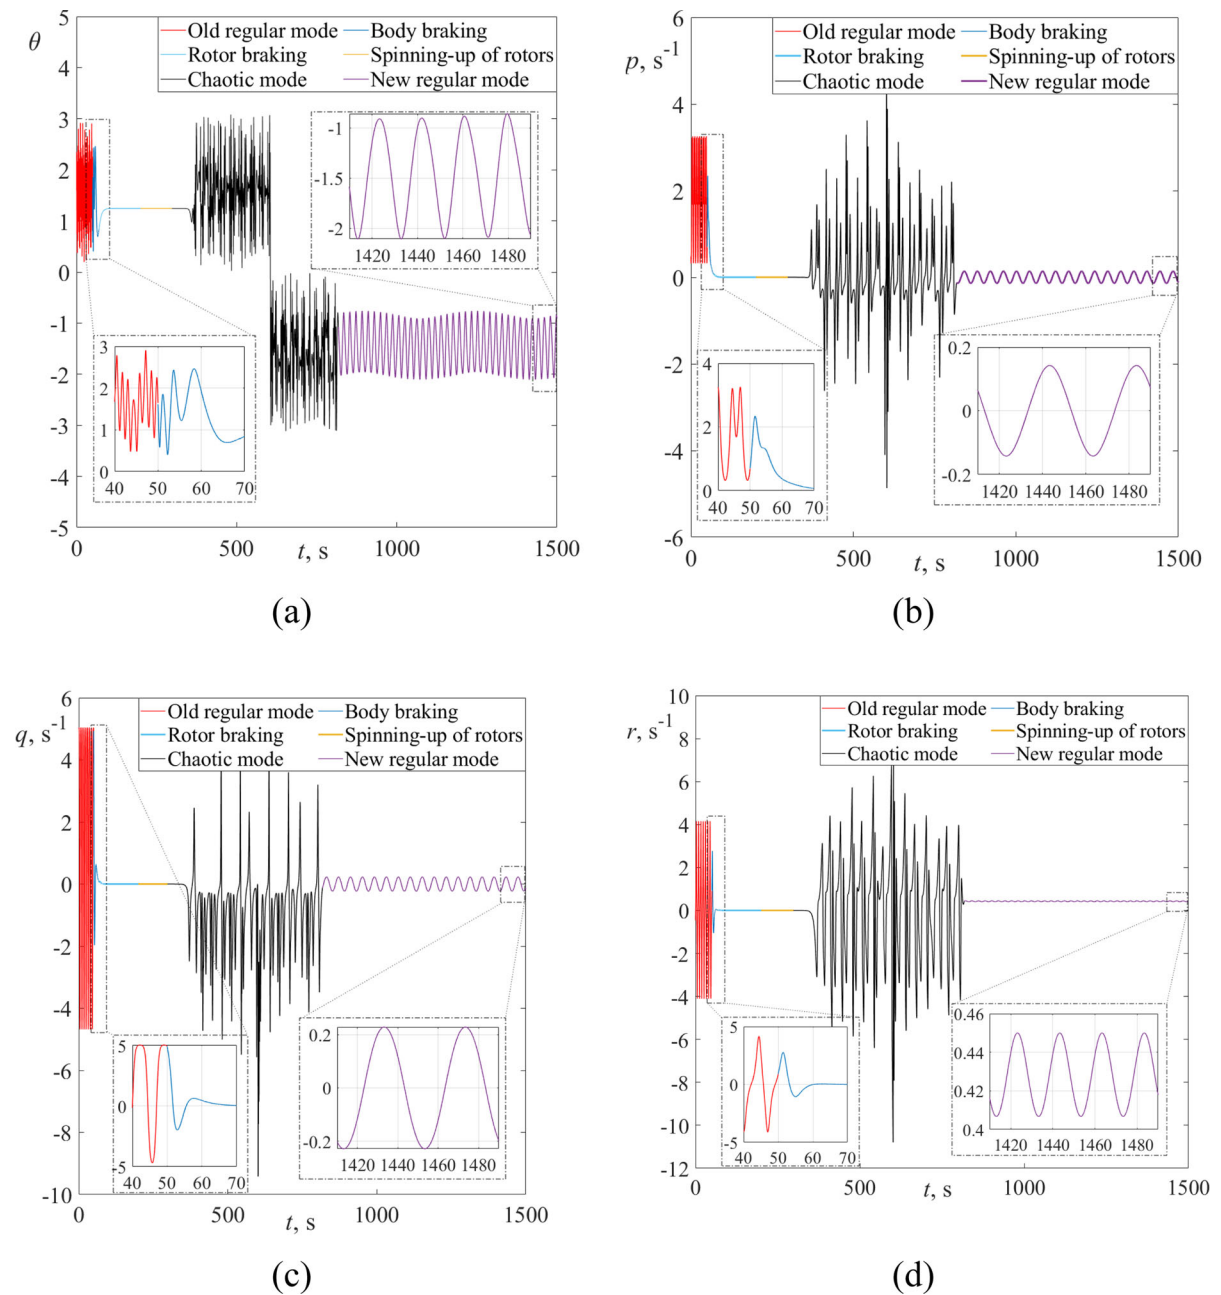 5
4
3
2
1
0
-1
-2
-3
-4
-5
θ
Old regular mode Body braking
Rotor braking Spinning-up of rotors
Chaotic mode New regular mode
-1
-1.5
-2
1420 1440 1460 1480
3
2
1
0
40 50 60 70
0 500 1000 1500
t, s
(a)
6
4
2
0
-2
-4
-6
p, s-1
Old regular mode Body braking
Rotor braking Spinning-up of rotors
Chaotic mode New regular mode
4
2
0
40 50 60 70
0.2
0
-0.2
1420 1440 1460 1480
0 500 1000 1500
t, s
(b)
6
4
2
0
-2
-4
-6
-8
-10
q, s-1
Old regular mode Body braking
Rotor braking Spinning-up of rotors
Chaotic mode New regular mode
5
0
-5
40 50 60 70
0.2
0
-0.2
1420 1440 1460 1480
0 500 1000 1500
t, s
(c)
10
8
6
4
2
0
-2
-4
-6
-8
-10
-12
r, s-1
Old regular mode Body braking
Rotor braking Spinning-up of rotors
Chaotic mode New regular mode
5
0
-5
40 50 60 70
0.46
0.44
0.42
0.4
1420 1440 1460 1480
0 500 1000 1500
t, s
(d)